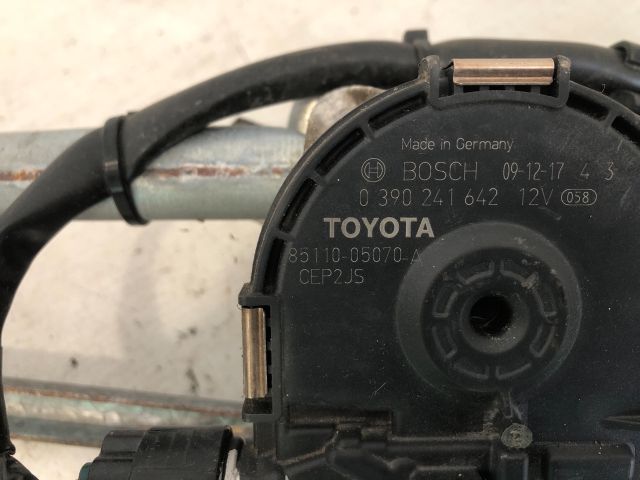 Made in Germany
BOSCH 09-12-17 4 3
0 390 241 642 12V 058
TOYOTA
85110-05070-A
CEP2JS